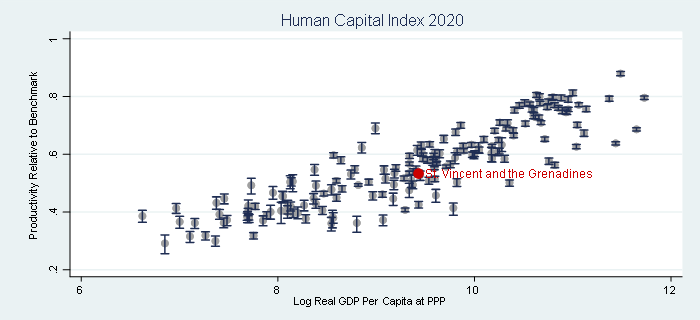 Human Capital Index 2020
Productivity Relative to Benchmark
1
.8
.6
.4
.2
St. Vincent and the Grenadines
6
8
10
12
Log Real GDP Per Capita at PPP